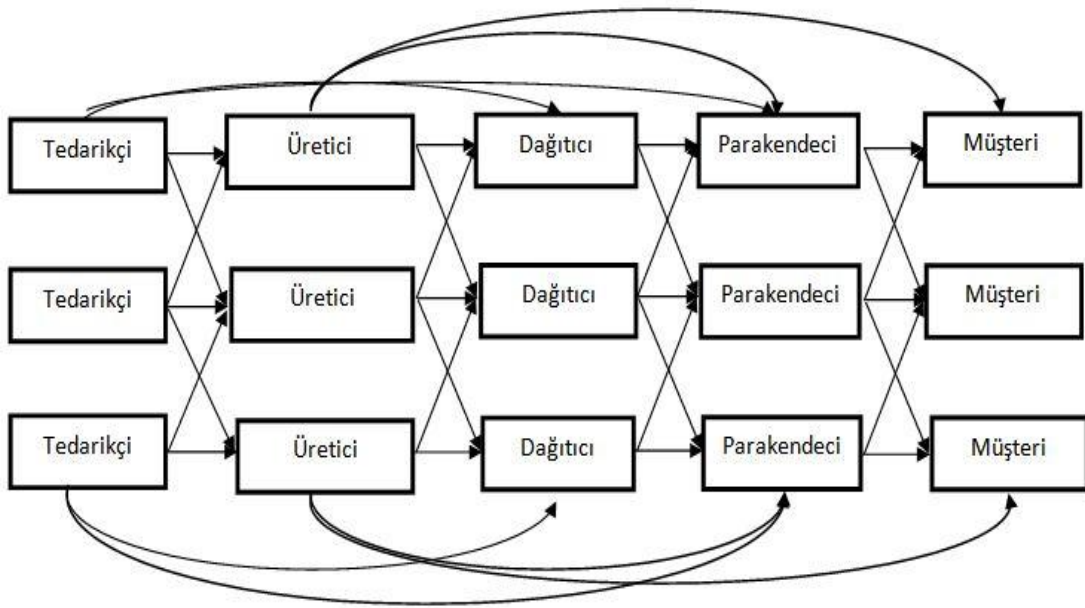 Tedarikçi
Üretici
Dağıtıcı
Parakendeci
Müşteri
Tedarikçi
Üretici
Dağıtıcı
Parakendeci
Müşteri
Tedarikçi
Üretici
Dağıtıcı
Parakendeci
Müşteri